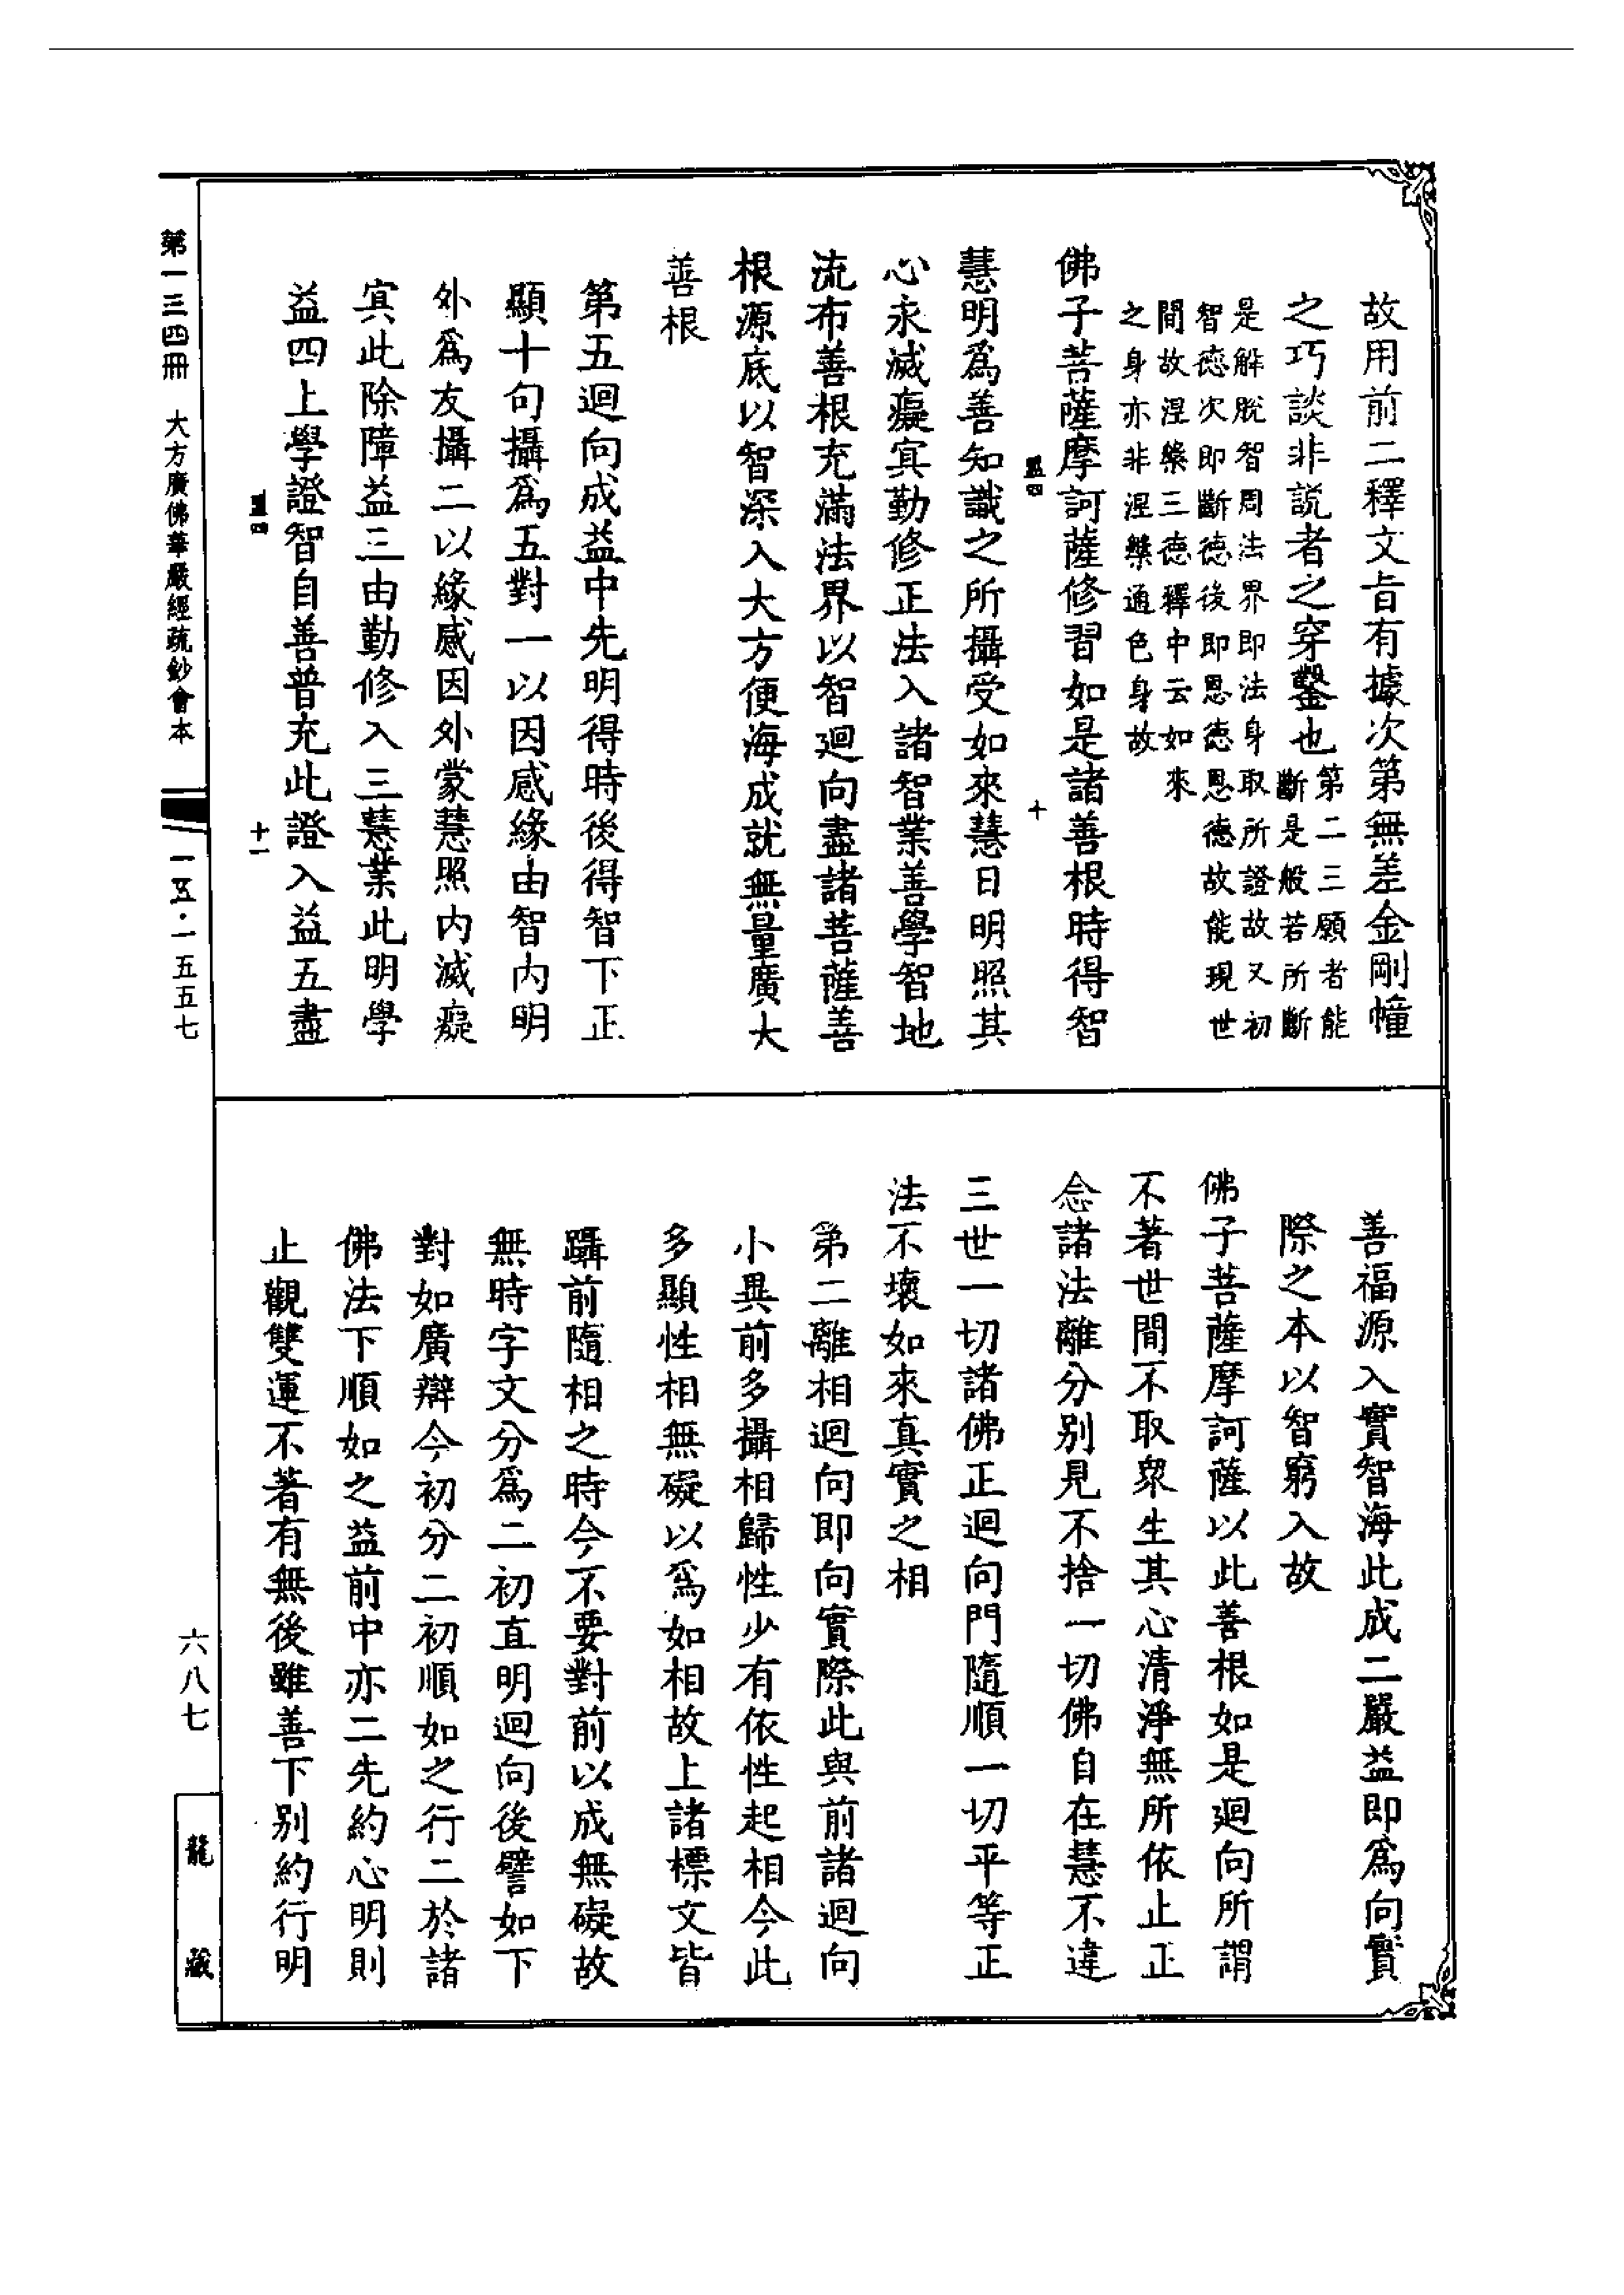 故用前二釋文旨有據次第無差金剛幢
之巧談非説者之穿鑿也
第二三願者能
斷是般若所斷
是解脫智周法界即法身取所證故又初
智德次即斷德後即恩德恩德故能現世
間故涅槃三德釋中云如來
之身亦非涅槃通色身故
佛子菩薩摩訶薩修習如是諸善根時得智
十
慧明爲善知識之所攝受如來慧日明照其
心永滅癡冥勤修正法入諸智業善學智地
流布善根充滿法界以智迴向盡諸菩薩善
根源底以智深入大方便海成就無量廣大
善根
第五迴向成益中先明得時後得智下正
顯十句攝爲五對一以因感緣由智内明
外爲友攝二以緣感因外蒙慧照内滅癡
冥此除障益三由勤修入三慧業此明學
益四上學證智自善普充此證入益五盡
十一
善福源入實智海此成二嚴益即爲向實
際之本以智窮入故
佛子菩薩摩訶薩以此善根如是迴向所謂
不著世間不取衆生其心清淨無所依止正
念諸法離分别見不捨一切佛自在慧不違
三世一切諸佛正迴向門隨順一切平等正
法不壞如來真實之相
第二離相迴向即向實際此與前諸迴向
小異前多攝相歸性少有依性起相今此
多顯性相無礙以爲如相故上諸標文皆
躡前隨相之時今不要對前以成無礙故
無時字文分爲二初直明迴向後譬如下
對如廣辯今初分二初順如之行二於諸
佛法下順如之益前中亦二先約心明則
止觀雙運不著有無後雖善下别約行明
第一三四冊 大方廣佛華嚴經疏鈔會本
一五·一五五七
六八七
龍藏